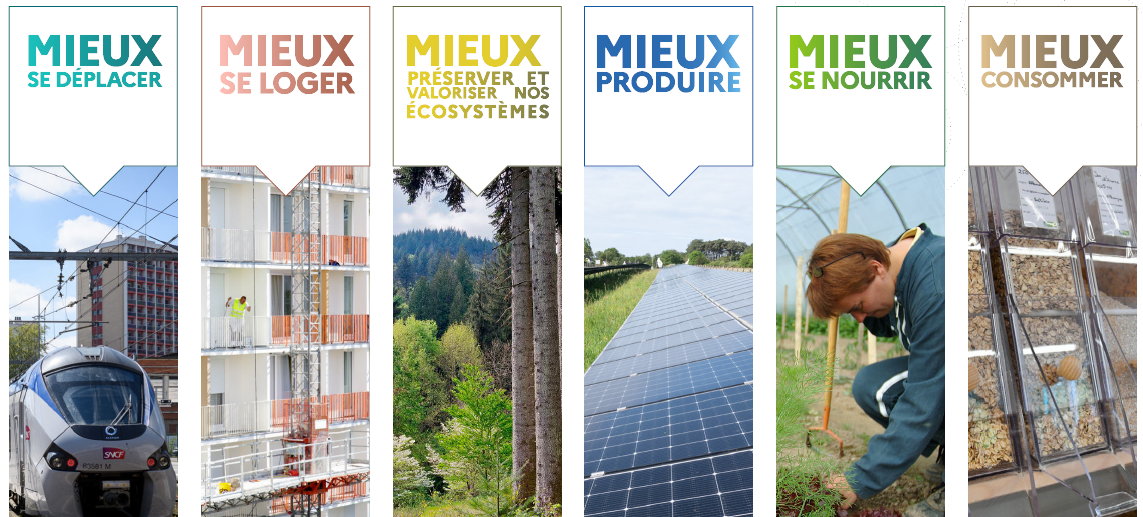 MIEUX
SE DÉPLACER
MIEUX
SE LOGER
MIEUX
PRÉSERVER ET
VALORISER NOS
ÉCOSYSTÈMES
MIEUX
PRODUIRE
MIEUX
SE NOURRIR
MIEUX
CONSOMMER
SNCF